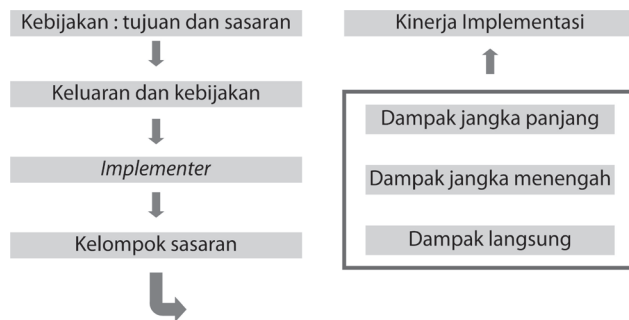 Kebijakan : tujuan dan sasaran
Keluaran dan kebijakan
Implementer
Kelompok sasaran
Kinerja Implementasi
Dampak jangka panjang
Dampak jangka menengah
Dampak langsung